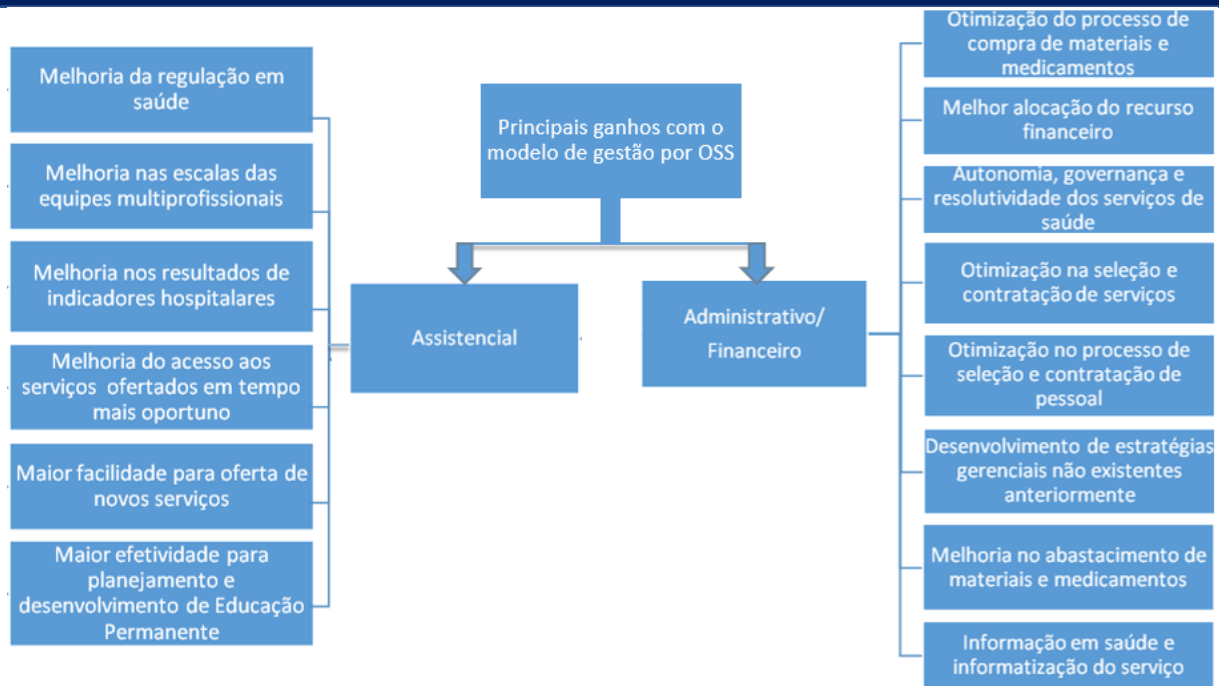 Principais ganhos com o
modelo de gestão por OSS
Assistencial
Melhoria da regulação em
saúde
Melhoria nas escalas das
equipes multiprofissionais
Melhoria nos resultados de
indicadores hospitalares
Melhoria do acesso aos
serviços ofertados em tempo
mais oportuno
Maior facilidade para oferta de
novos serviços
Maior efetividade para
planejamento e
desenvolvimento de Educação
Permanente
Administrativo/
Financeiro
Otimização do processo de
compra de materiais e
medicamentos
Melhor alocação do recurso
financeiro
Autonomia, governança e
resolutividade dos serviços de
saúde
Otimização na seleção e
contratação de serviços
Otimização no processo de
seleção e contratação de
pessoal
Desenvolvimento de estratégias
gerenciais não existentes
anteriormente
Melhoria no abastacimento de
materiais e medicamentos
Informação em saúde e
informatização do serviço